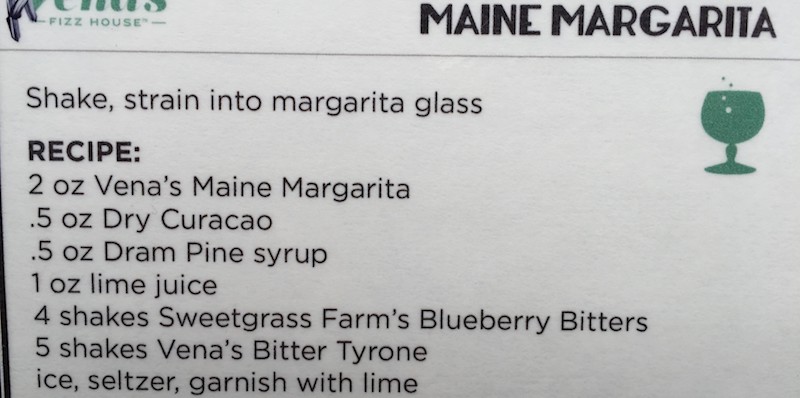 Vena's
FIZZ HOUSE™
MAINE MARGARITA
Shake, strain into margarita glass
RECIPE:
2 oz Vena's Maine Margarita
.5 oz Dry Curacao
.5 oz Dram Pine syrup
1 oz lime juice
4 shakes Sweetgrass Farm's Blueberry Bitters
5 shakes Vena's Bitter Tyrone
ice, seltzer, garnish with lime